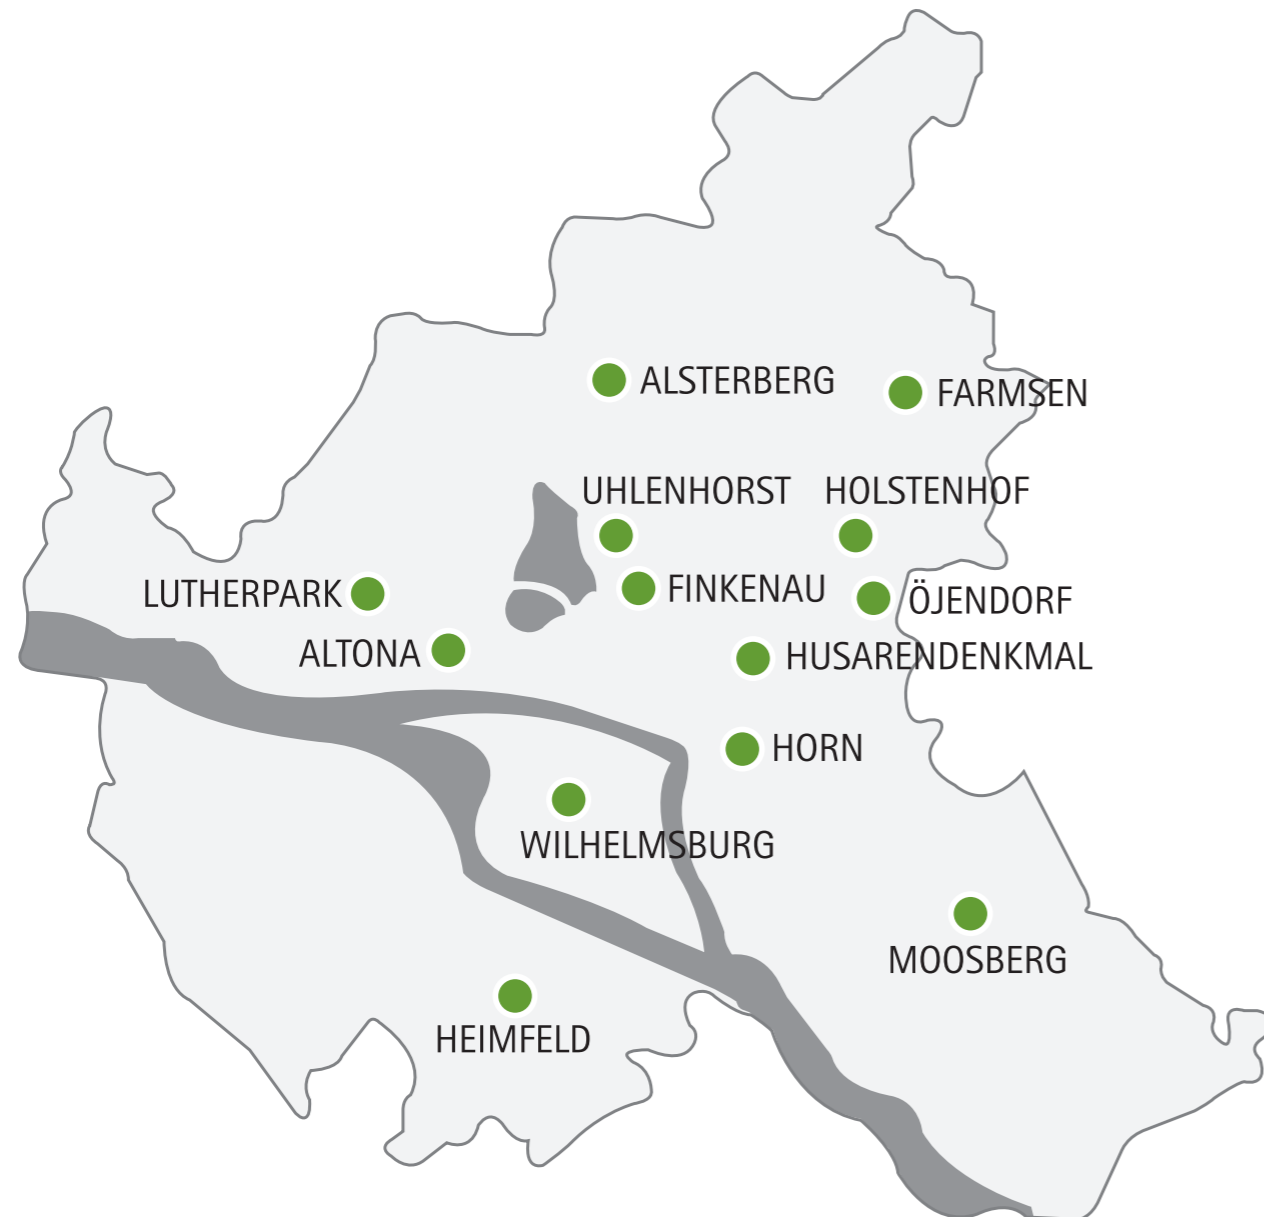 ALSTERBERG
FARMSEN
UHLENHORST
HOLSTENHOF
LUTHERPARK
FINKENAU
ÖJENDORF
ALTONA
HUSARENDENKMAL
HORN
WILHELMSBURG
MOOSBERG
HEIMFELD